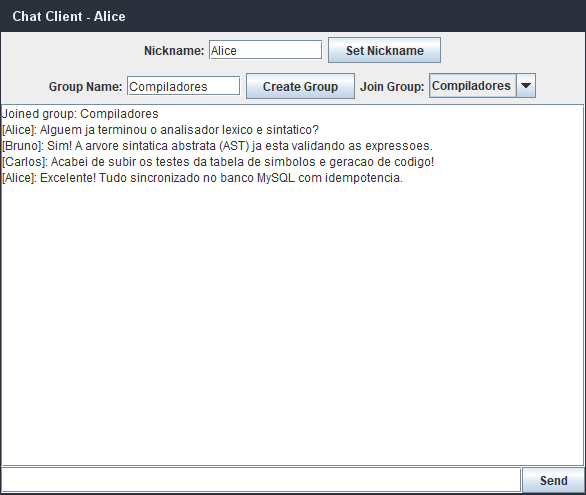 Chat Client - Alice
Nickname: Alice Set Nickname
Group Name: Compiladores Create Group Join Group: Compiladores
Joined group: Compiladores
[Alice]: Alguem ja terminou o analisador lexico e sintatico?
[Bruno]: Sim! A arvore sintatica abstrata (AST) ja esta validando as expressoes.
[Carlos]: Acabei de subir os testes da tabela de simbolos e geracao de codigo!
[Alice]: Excelente! Tudo sincronizado no banco MySQL com idempotencia.
Send